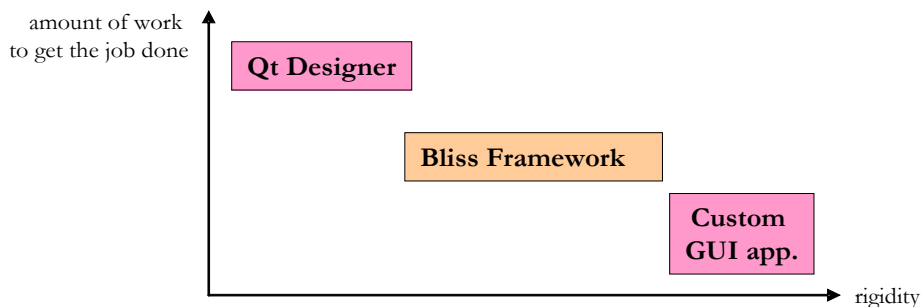 amount of work
to get the job done
Qt Designer
Bliss Framework
Custom
GUI app.
rigidity